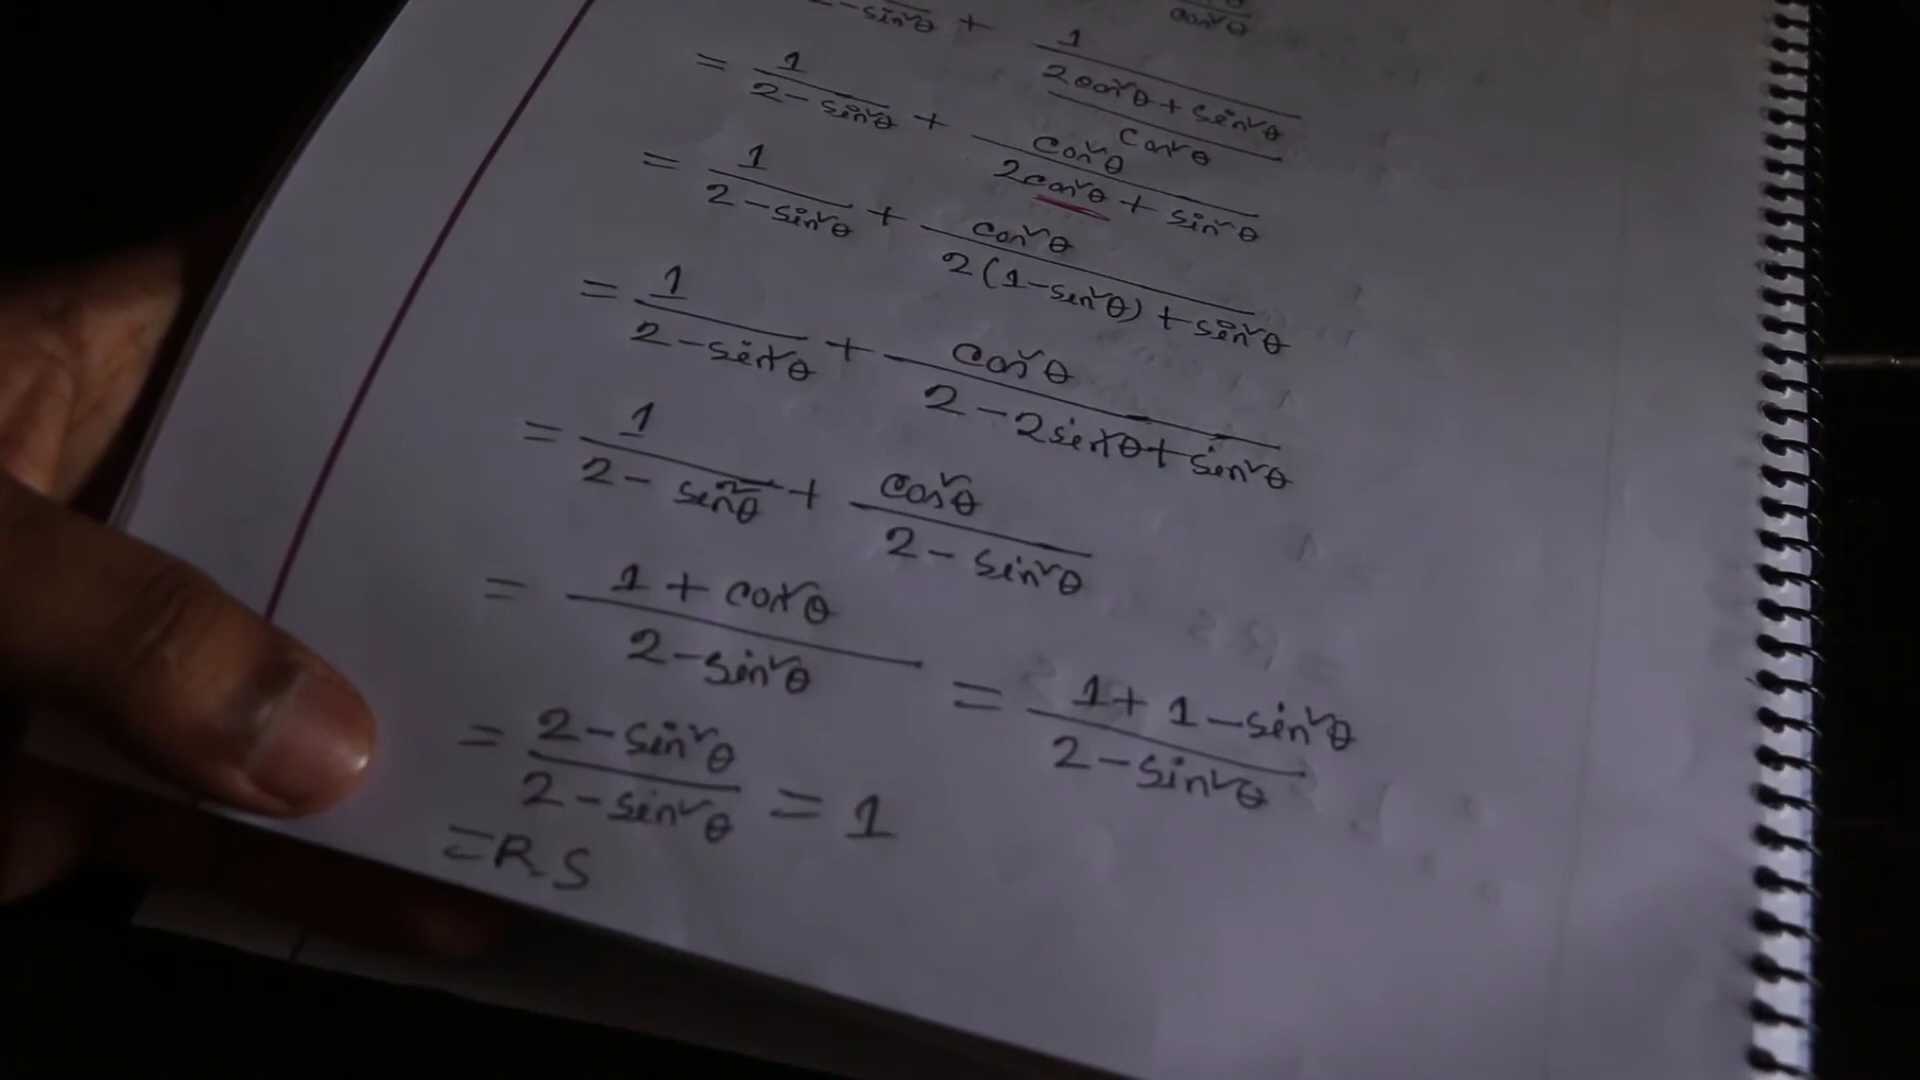 2-sin²θ + 1/((2cos²θ + sin²θ)/cos²θ)
= 1/(2-sin²θ) + cos²θ/(2cos²θ + sin²θ)
= 1/(2-sin²θ) + cos²θ/(2(1-sin²θ)+sin²θ)
= 1/(2-sin²θ) + cos²θ/(2-2sin²θ+sin²θ)
= 1/(2-sin²θ) + cos²θ/(2-sin²θ)
= (1+cos²θ)/(2-sin²θ) = (1+1-sin²θ)/(2-sin²θ)
= (2-sin²θ)/(2-sin²θ) = 1
=R.S